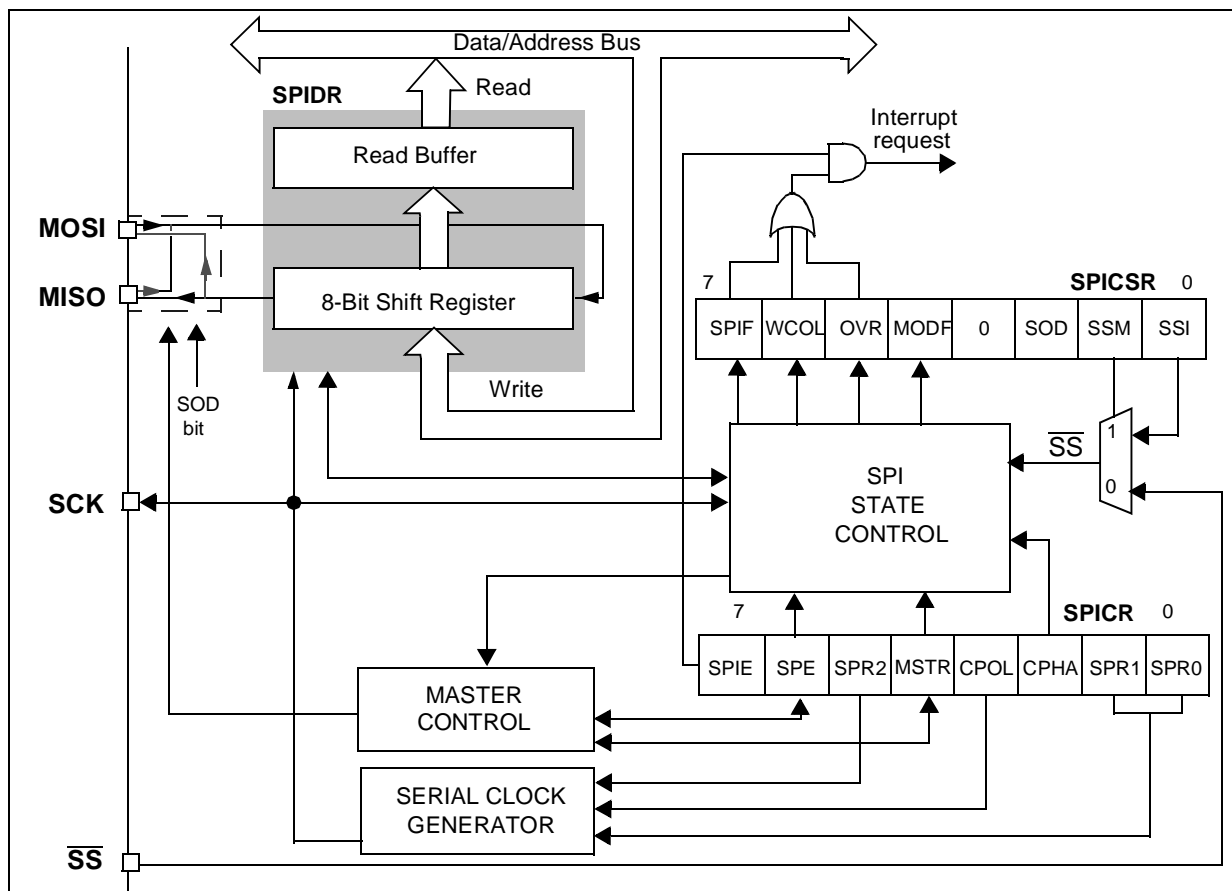 Data/Address Bus
SPIDR
Read
Read Buffer
Interrupt
request
MOSI
MISO
8-Bit Shift Register
7
SPICSR
0
SPIF
WCOL
OVR
MODF
0
SOD
SSM
SSI
Write
SOD
bit
SS
1
0
SCK
SPI
STATE
CONTROL
7
SPICR
0
SPIE
SPE
SPR2
MSTR
CPOL
CPHA
SPR1
SPR0
MASTER
CONTROL
SERIAL CLOCK
GENERATOR
SS